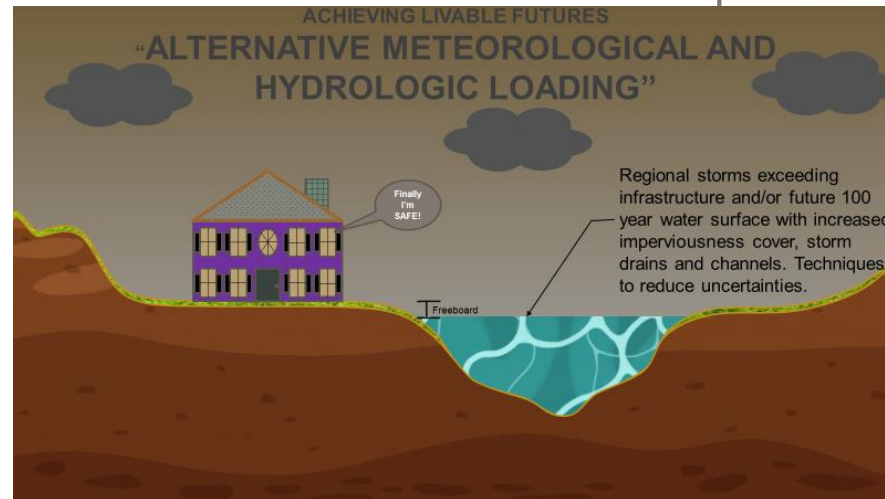 ACHIEVING LIVABLE FUTURES
“ALTERNATIVE METEOROLOGICAL AND
HYDROLOGIC LOADING”
Finally
I'm
SAFE!
Regional storms exceeding
infrastructure and/or future 100
year water surface with increased
imperviousness cover, storm
drains and channels. Techniques
to reduce uncertainties.
Freeboard